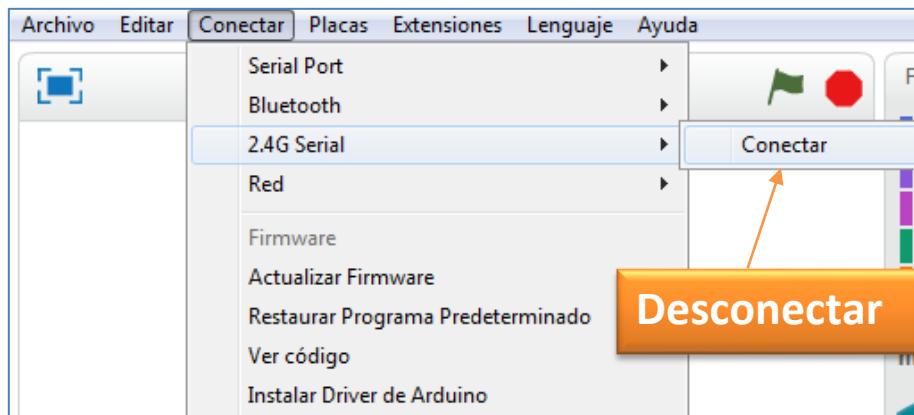 Archivo Editar Conectar Placas Extensiones Lenguaje Ayuda
Serial Port
Bluetooth
2.4G Serial
Conectar
Red
Firmware
Actualizar Firmware
Desconectar
Restaurar Programa Predeterminado
Ver código
Instalar Driver de Arduino